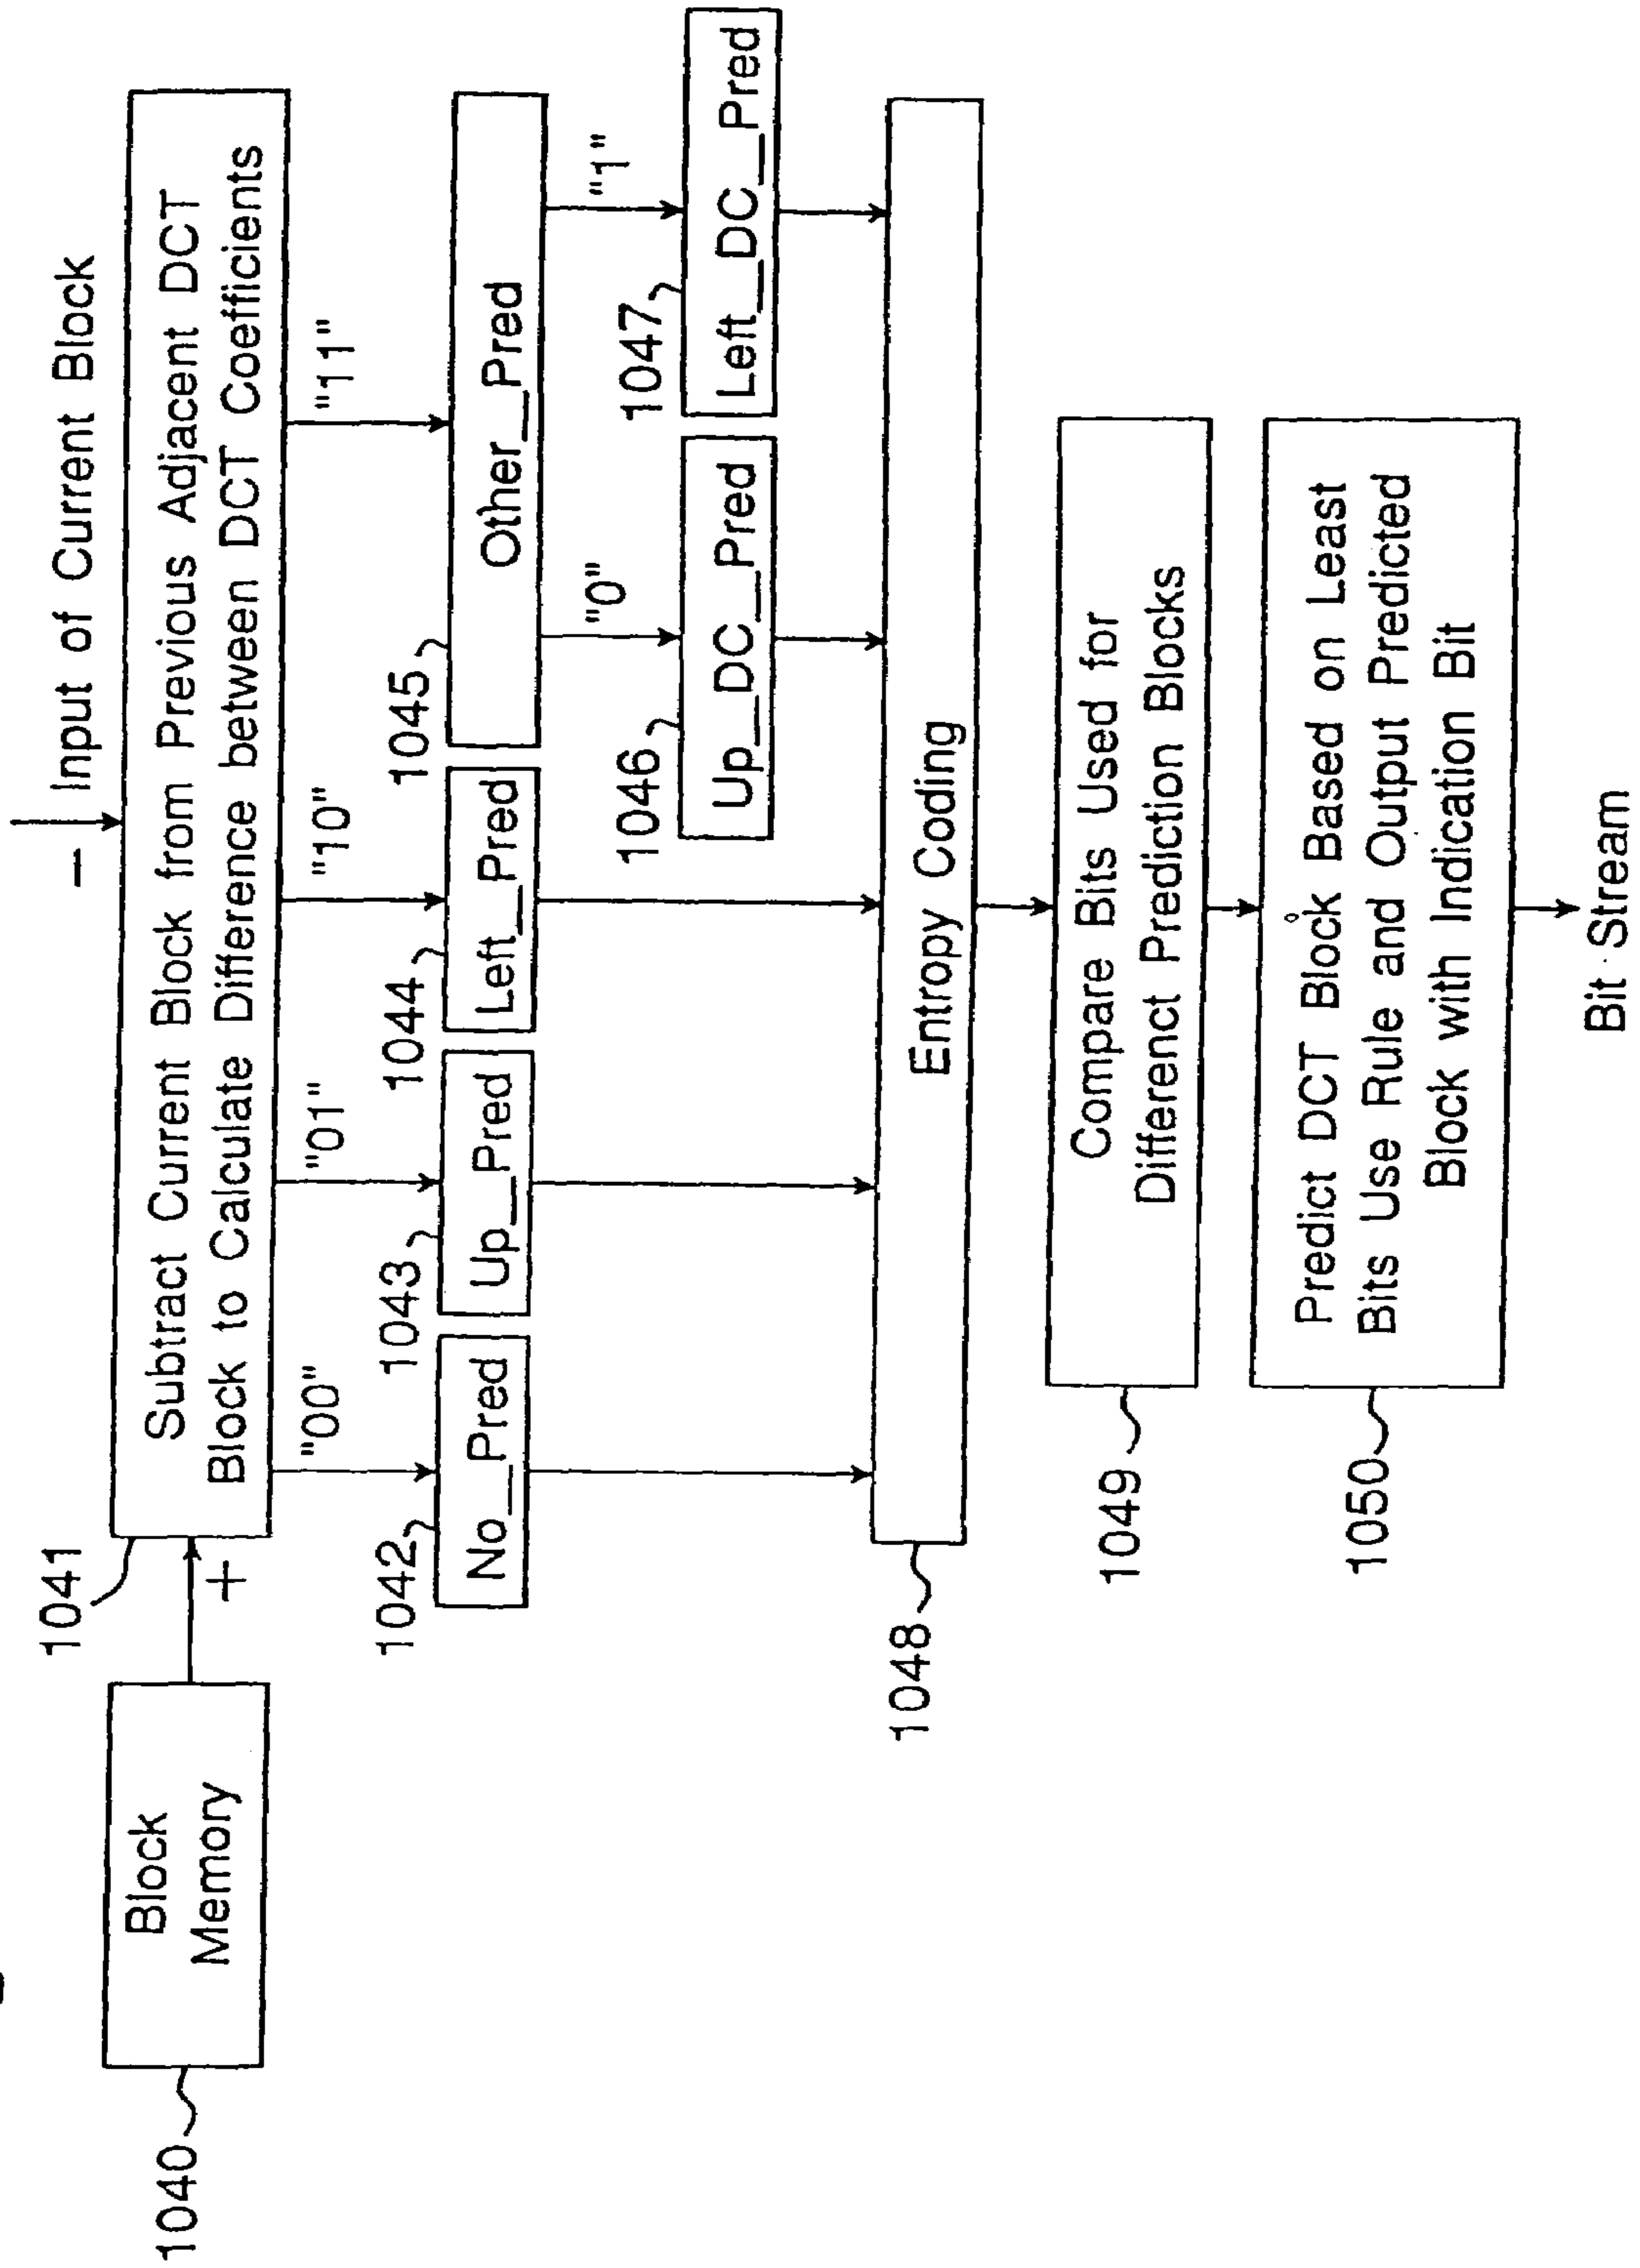 – Input of Current Block
1041
Subtract Current Block from Previous Adjacent DCT
Block to Calculate Difference between DCT Coefficients
1040
Block
Memory
+
"00"
"01"
"10"
"11"
1042
No_Pred
1043
Up_Pred
1044
Left_Pred
1045
Other_Pred
"0"
"1"
1046
Up_DC_Pred
1047
Left_DC_Pred
1048
Entropy Coding
1049
Compare Bits Used for
Different Prediction Blocks
1050
Predict DCT Block Based on Least
Bits Use Rule and Output Predicted
Block with Indication Bit
Bit Stream